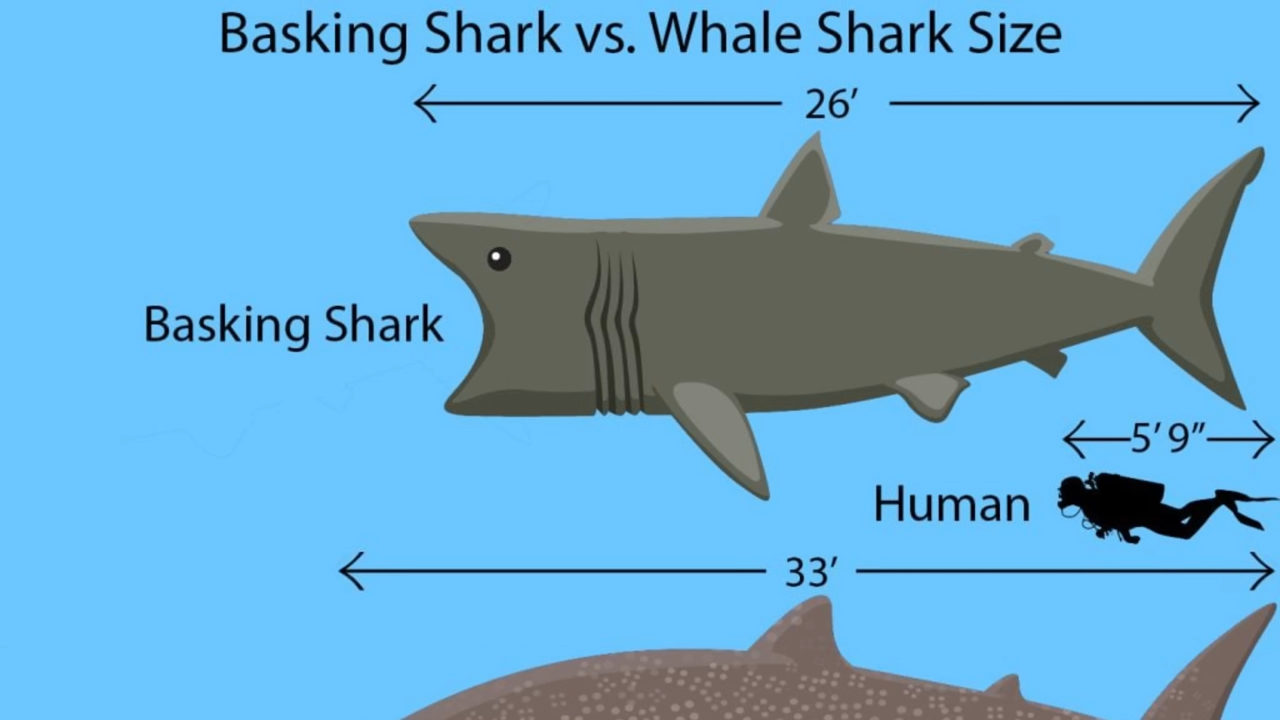 Basking Shark vs. Whale Shark Size
26′
Basking Shark
5′ 9″
Human
33′